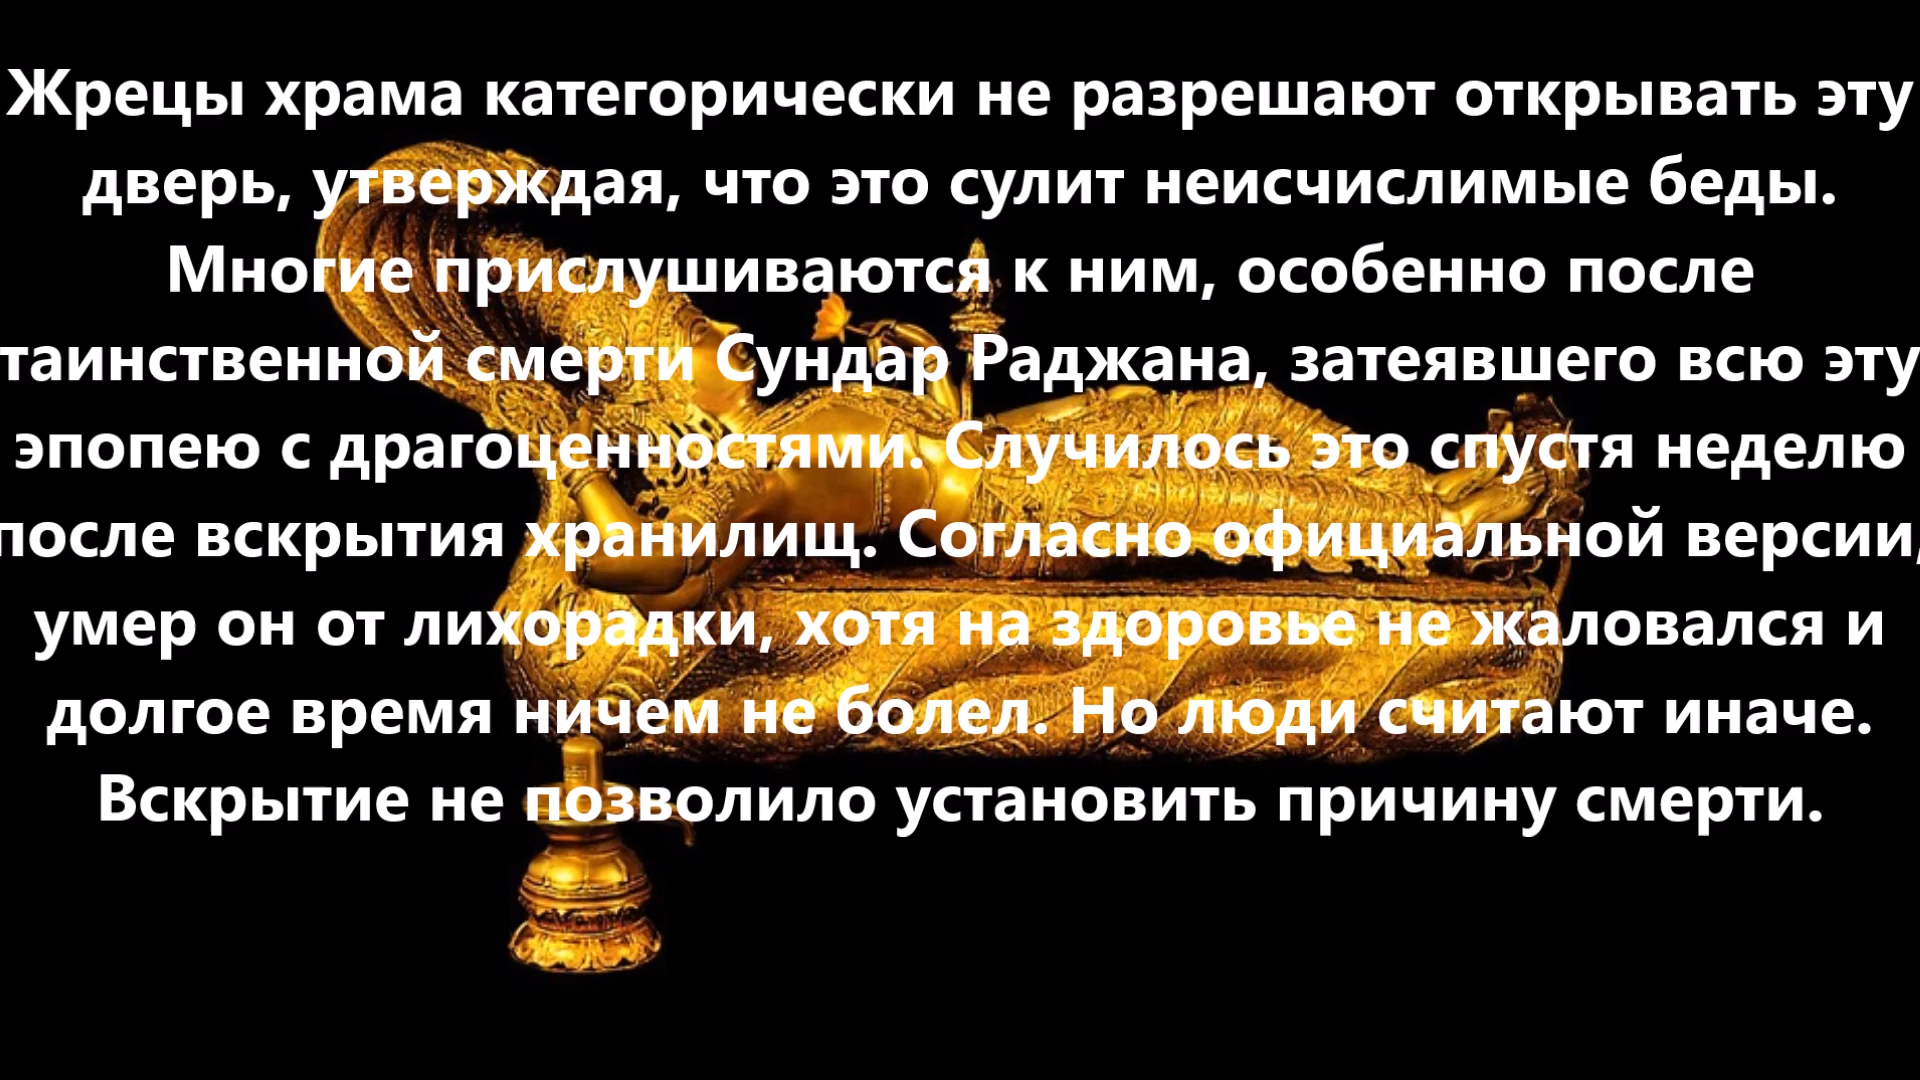 Жрецы храма категорически не разрешают открывать эту
дверь, утверждая, что это сулит неисчислимые беды.
Многие прислушиваются к ним, особенно после
таинственной смерти Сундар Раджана, затеявшего всю эту
эпопею с драгоценностями. Случилось это спустя неделю
после вскрытия хранилищ. Согласно официальной версии,
умер он от лихорадки, хотя на здоровье не жаловался и
долгое время ничем не болел. Но люди считают иначе.
Вскрытие не позволило установить причину смерти.